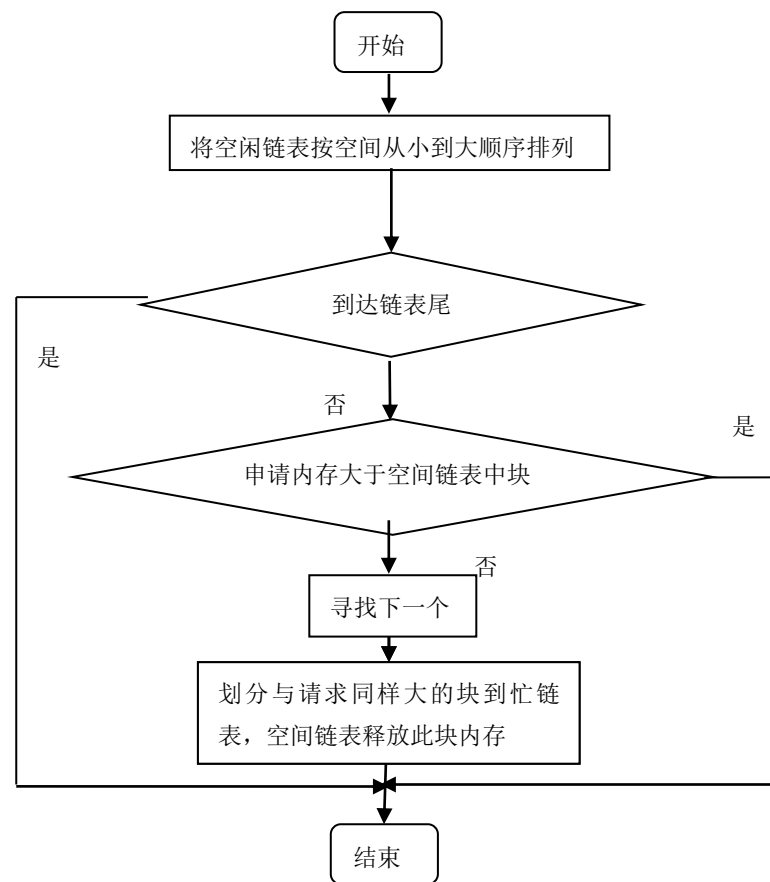 开始
将空闲链表按空间从小到大顺序排列
到达链表尾
是
否
是
申请内存大于空间链表中块
否
寻找下一个
划分与请求同样大的块到忙链
表，空间链表释放此块内存
结束